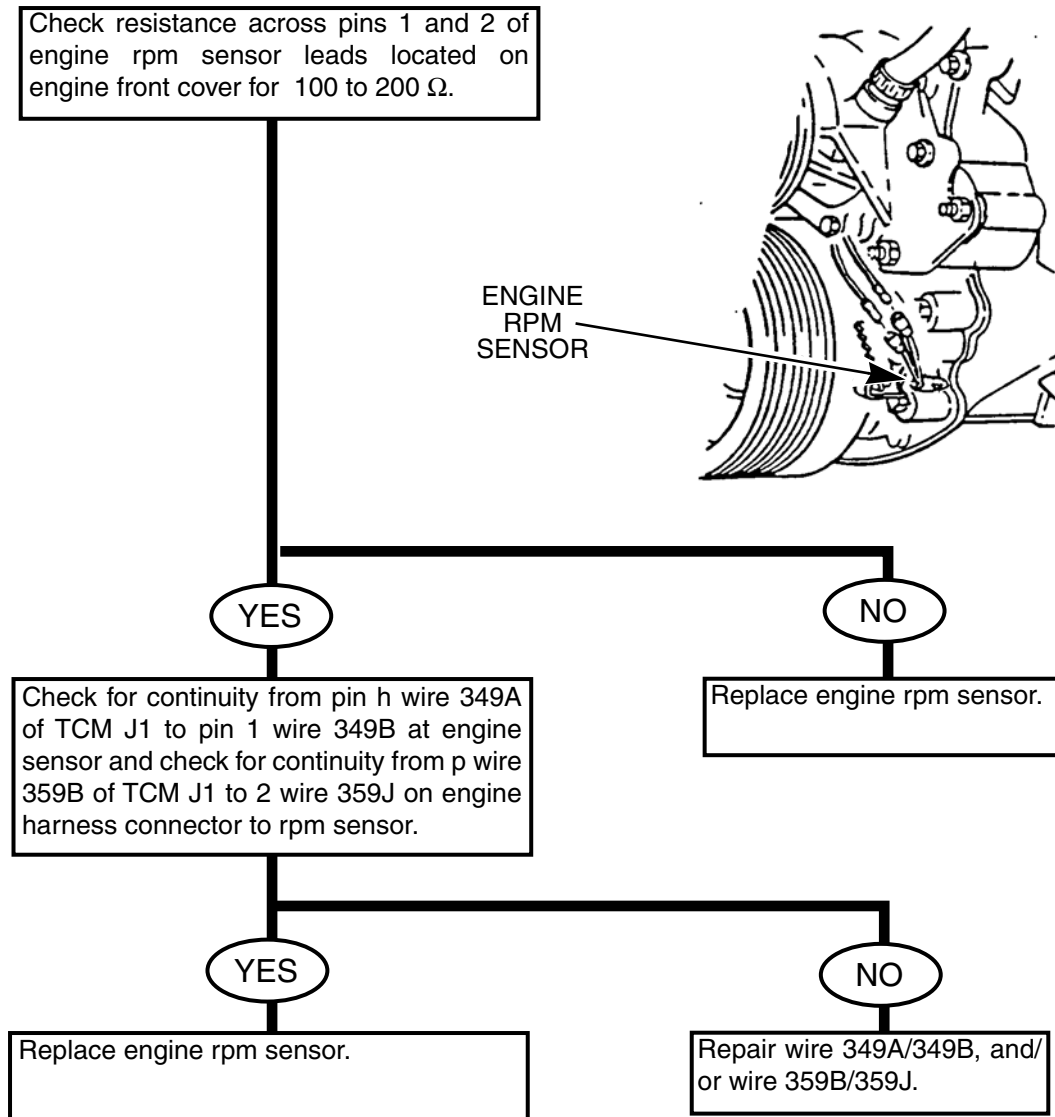 Check resistance across pins 1 and 2 of
engine rpm sensor leads located on
engine front cover for 100 to 200 Ω.
ENGINE
RPM
SENSOR
YES
NO
Check for continuity from pin h wire 349A
of TCM J1 to pin 1 wire 349B at engine
sensor and check for continuity from p wire
359B of TCM J1 to 2 wire 359J on engine
harness connector to rpm sensor.
Replace engine rpm sensor.
YES
NO
Replace engine rpm sensor.
Repair wire 349A/349B, and/
or wire 359B/359J.